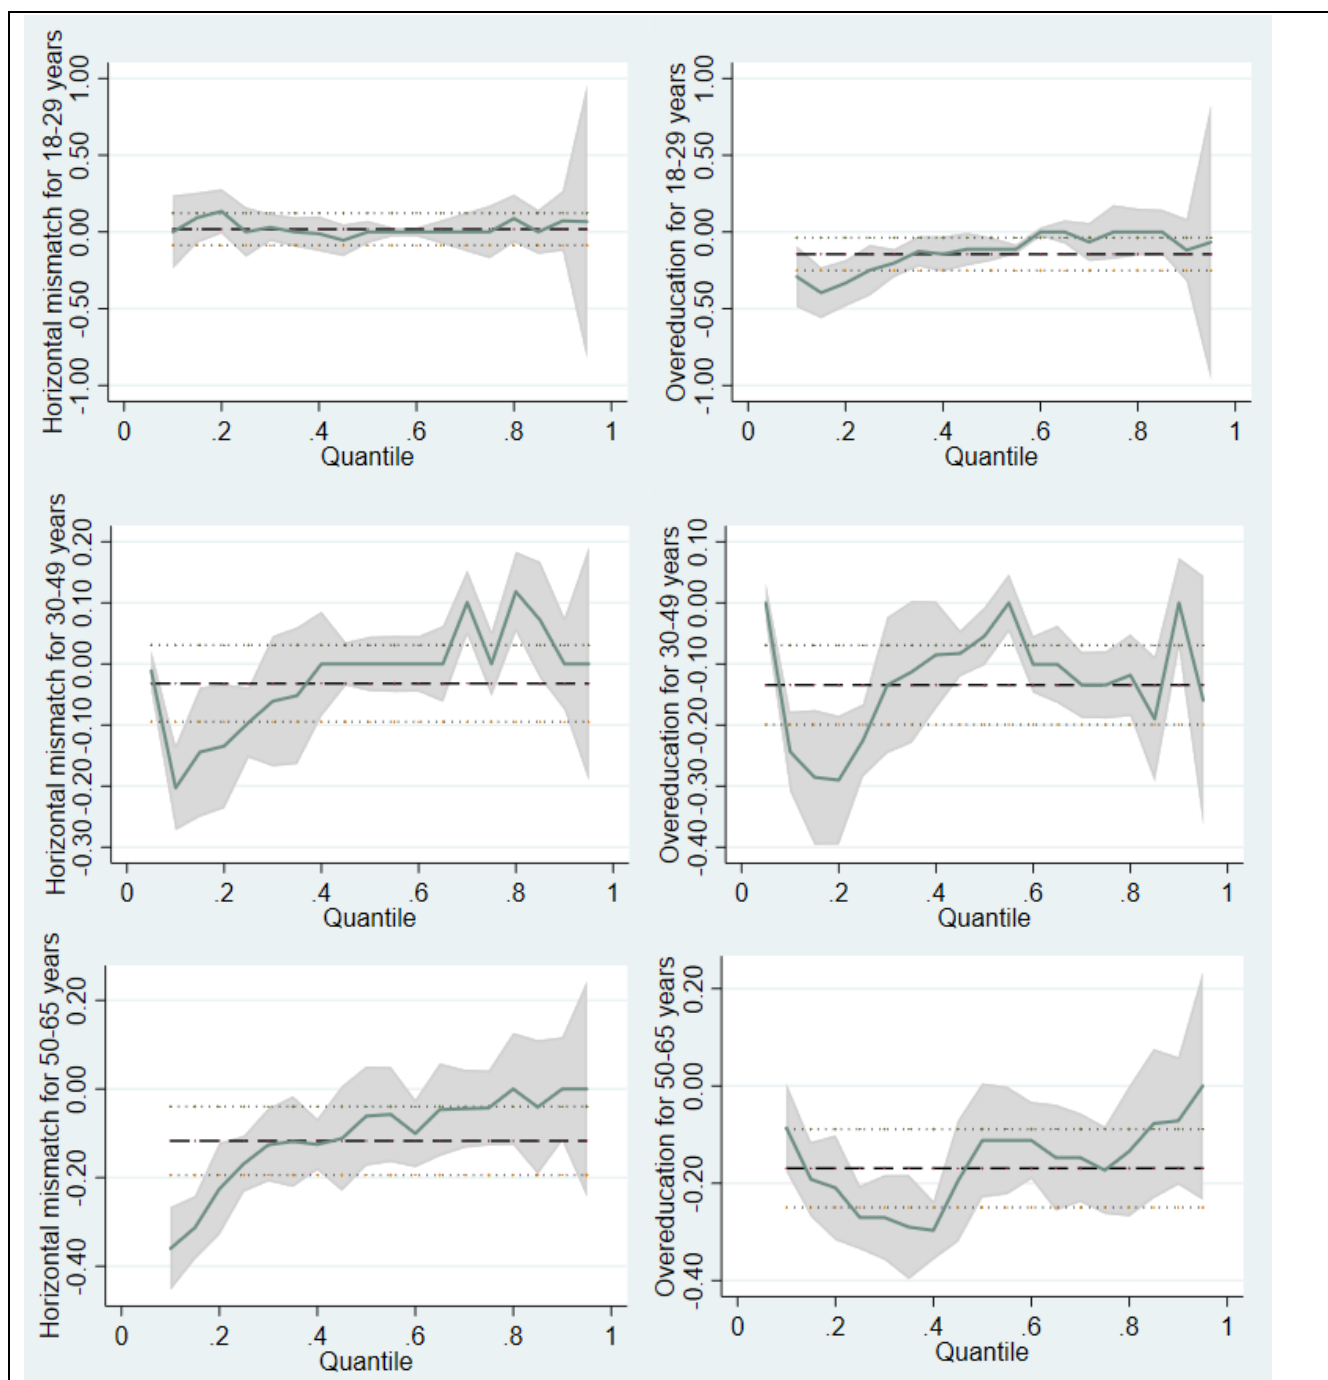 Horizontal mismatch for 18-29 years
1.00
0.50
0.00
-0.50
-1.00
0 .2 .4 .6 .8 1
Quantile
Overeducation for 18-29 years
1.00
0.50
0.00
-0.50
-1.00
0 .2 .4 .6 .8 1
Quantile
Horizontal mismatch for 30-49 years
0.20
0.10
0.00
-0.10
-0.20
-0.30
0 .2 .4 .6 .8 1
Quantile
Overeducation for 30-49 years
0.10
0.00
-0.10
-0.20
-0.30
-0.40
0 .2 .4 .6 .8 1
Quantile
Horizontal mismatch for 50-65 years
0.20
0.00
-0.20
-0.40
0 .2 .4 .6 .8 1
Quantile
Overeducation for 50-65 years
0.20
0.00
-0.20
-0.40
0 .2 .4 .6 .8 1
Quantile